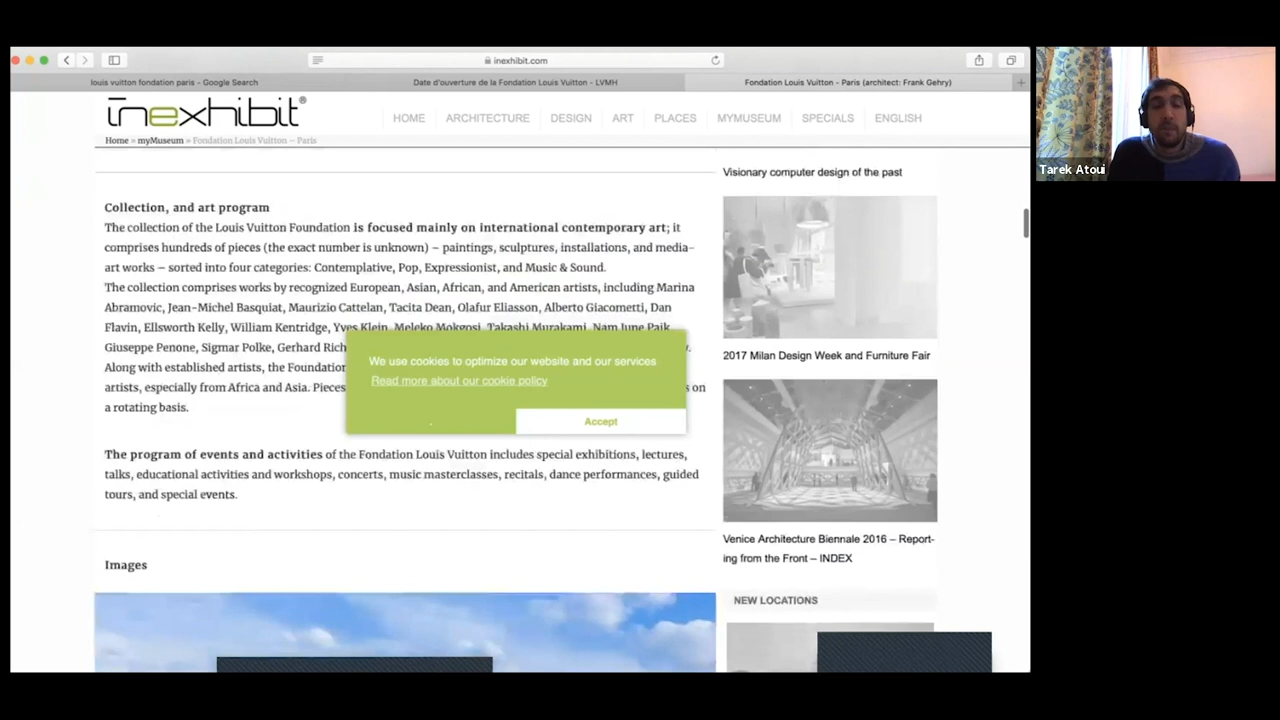 inexhibit.com
louis vuitton fondation paris - Google Search
Date d'ouverture de la Fondation Louis Vuitton - LVMH
Fondation Louis Vuitton - Paris (architect: Frank Gehry)
inexhibit®
HOME ARCHITECTURE DESIGN ART PLACES MYMUSEUM SPECIALS ENGLISH
Home » myMuseum » Fondation Louis Vuitton – Paris
Collection, and art program
The collection of the Louis Vuitton Foundation is focused mainly on international contemporary art; it
comprises hundreds of pieces (the exact number is unknown) – paintings, sculptures, installations, and media-
art works – sorted into four categories: Contemplative, Pop, Expressionist, and Music & Sound.
The collection comprises works by recognized European, Asian, African, and American artists, including Marina
Abramovic, Jean-Michel Basquiat, Maurizio Cattelan, Tacita Dean, Olafur Eliasson, Alberto Giacometti, Dan
Flavin, Ellsworth Kelly, William Kentridge, Yves Klein, Meleko Mokgosi, Takashi Murakami, Nam June Paik,
Giuseppe Penone, Sigmar Polke, Gerhard Rich
Along with established artists, the Foundation
artists, especially from Africa and Asia. Pieces on
a rotating basis.
We use cookies to optimize our website and our services
Read more about our cookie policy
Accept
The program of events and activities of the Fondation Louis Vuitton includes special exhibitions, lectures,
talks, educational activities and workshops, concerts, music masterclasses, recitals, dance performances, guided
tours, and special events.
Images
Visionary computer design of the past
2017 Milan Design Week and Furniture Fair
Venice Architecture Biennale 2016 – Report-
ing from the Front – INDEX
NEW LOCATIONS
Tarek Atoui